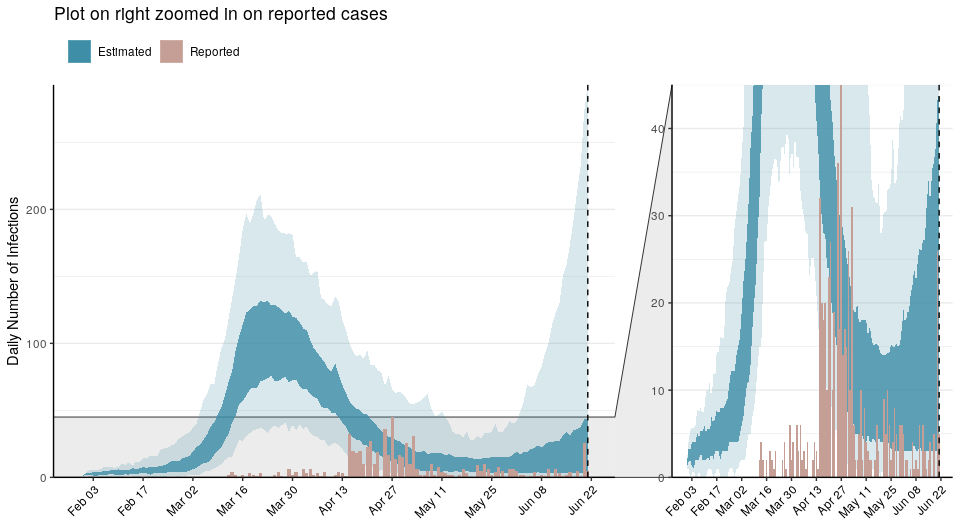 Plot on right zoomed in on reported cases
Estimated Reported
Daily Number of Infections
200
100
0
Feb 03 Feb 17 Mar 02 Mar 16 Mar 30 Apr 13 Apr 27 May 11 May 25 Jun 08 Jun 22
40
30
20
10
0
Feb 03 Feb 17 Mar 02 Mar 16 Mar 30 Apr 13 Apr 27 May 11 May 25 Jun 08 Jun 22